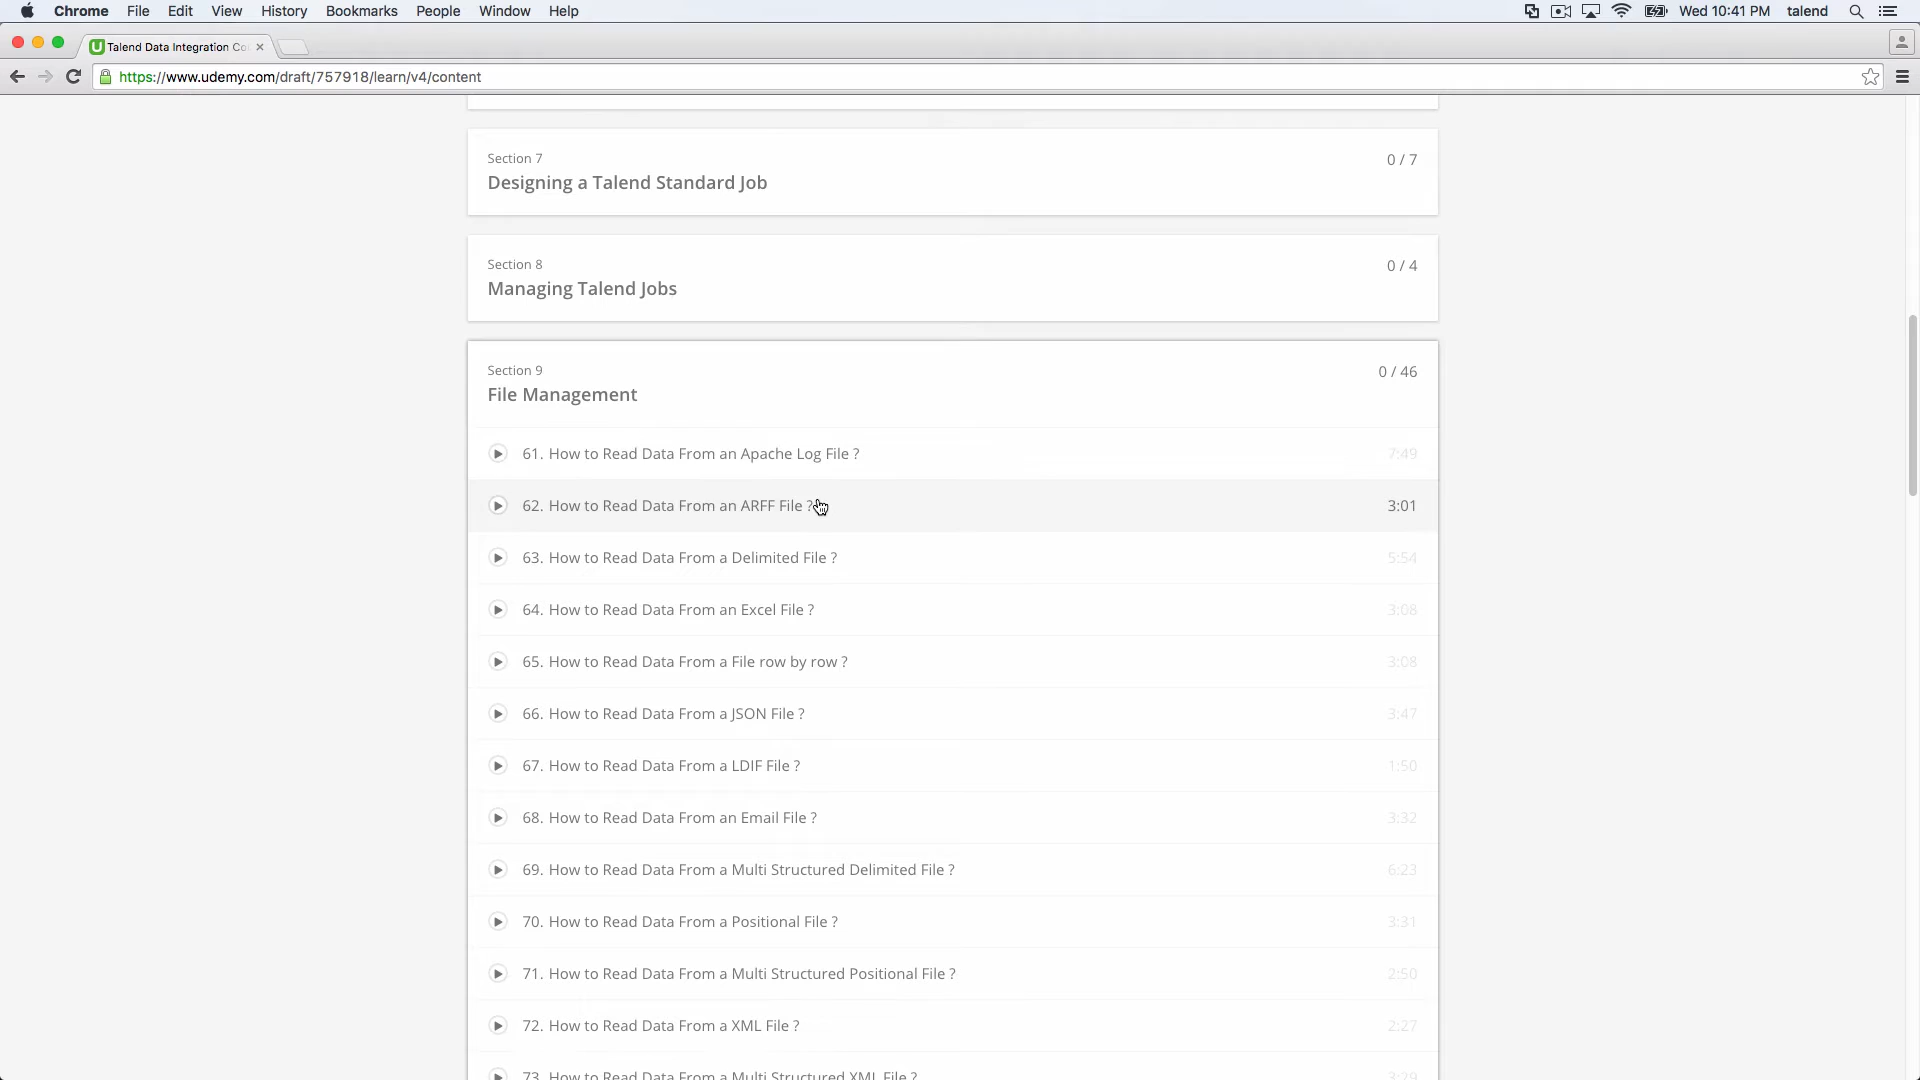 Chrome File Edit View History Bookmarks People Window Help Wed 10:41 PM talend
Talend Data Integration Co
https://www.udemy.com/draft/757918/learn/v4/content
Section 7 0 / 7
Designing a Talend Standard Job
Section 8 0 / 4
Managing Talend Jobs
Section 9 0 / 46
File Management
61. How to Read Data From an Apache Log File ? 7:49
62. How to Read Data From an ARFF File ? 3:01
63. How to Read Data From a Delimited File ? 5:54
64. How to Read Data From an Excel File ? 3:08
65. How to Read Data From a File row by row ? 3:08
66. How to Read Data From a JSON File ? 3:47
67. How to Read Data From a LDIF File ? 1:50
68. How to Read Data From an Email File ? 3:32
69. How to Read Data From a Multi Structured Delimited File ? 6:23
70. How to Read Data From a Positional File ? 3:31
71. How to Read Data From a Multi Structured Positional File ? 2:50
72. How to Read Data From a XML File ? 2:27
73. How to Read Data From a Multi Structured XML File ? 3:29